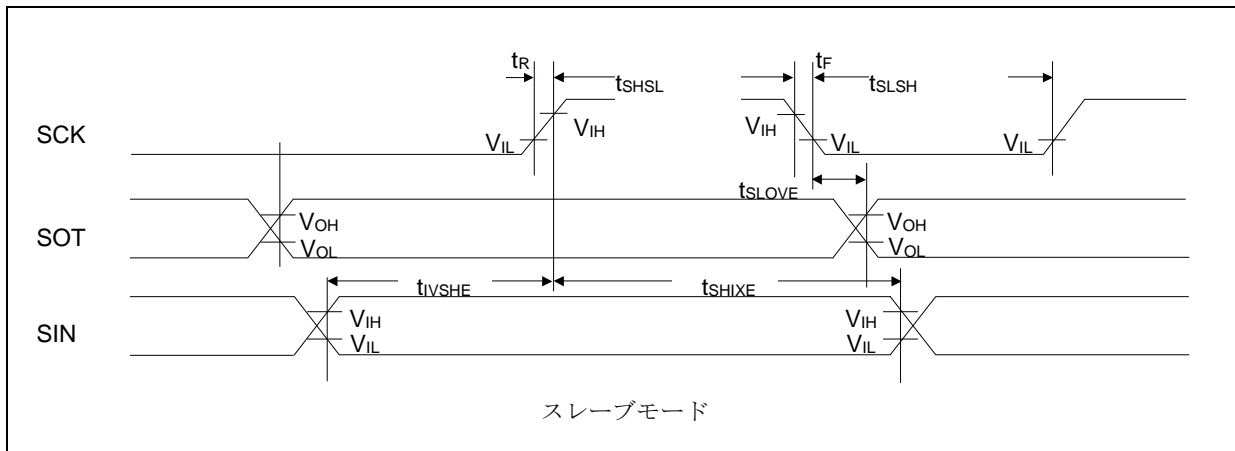 tR tF
tSHSL tSLSH
SCK VIL VIH VIH VIL VIL
tSLOVE
SOT VOH VOL VOH VOL
tIVSHE tSHIXE
SIN VIH VIL VIH VIL
スレーブモード